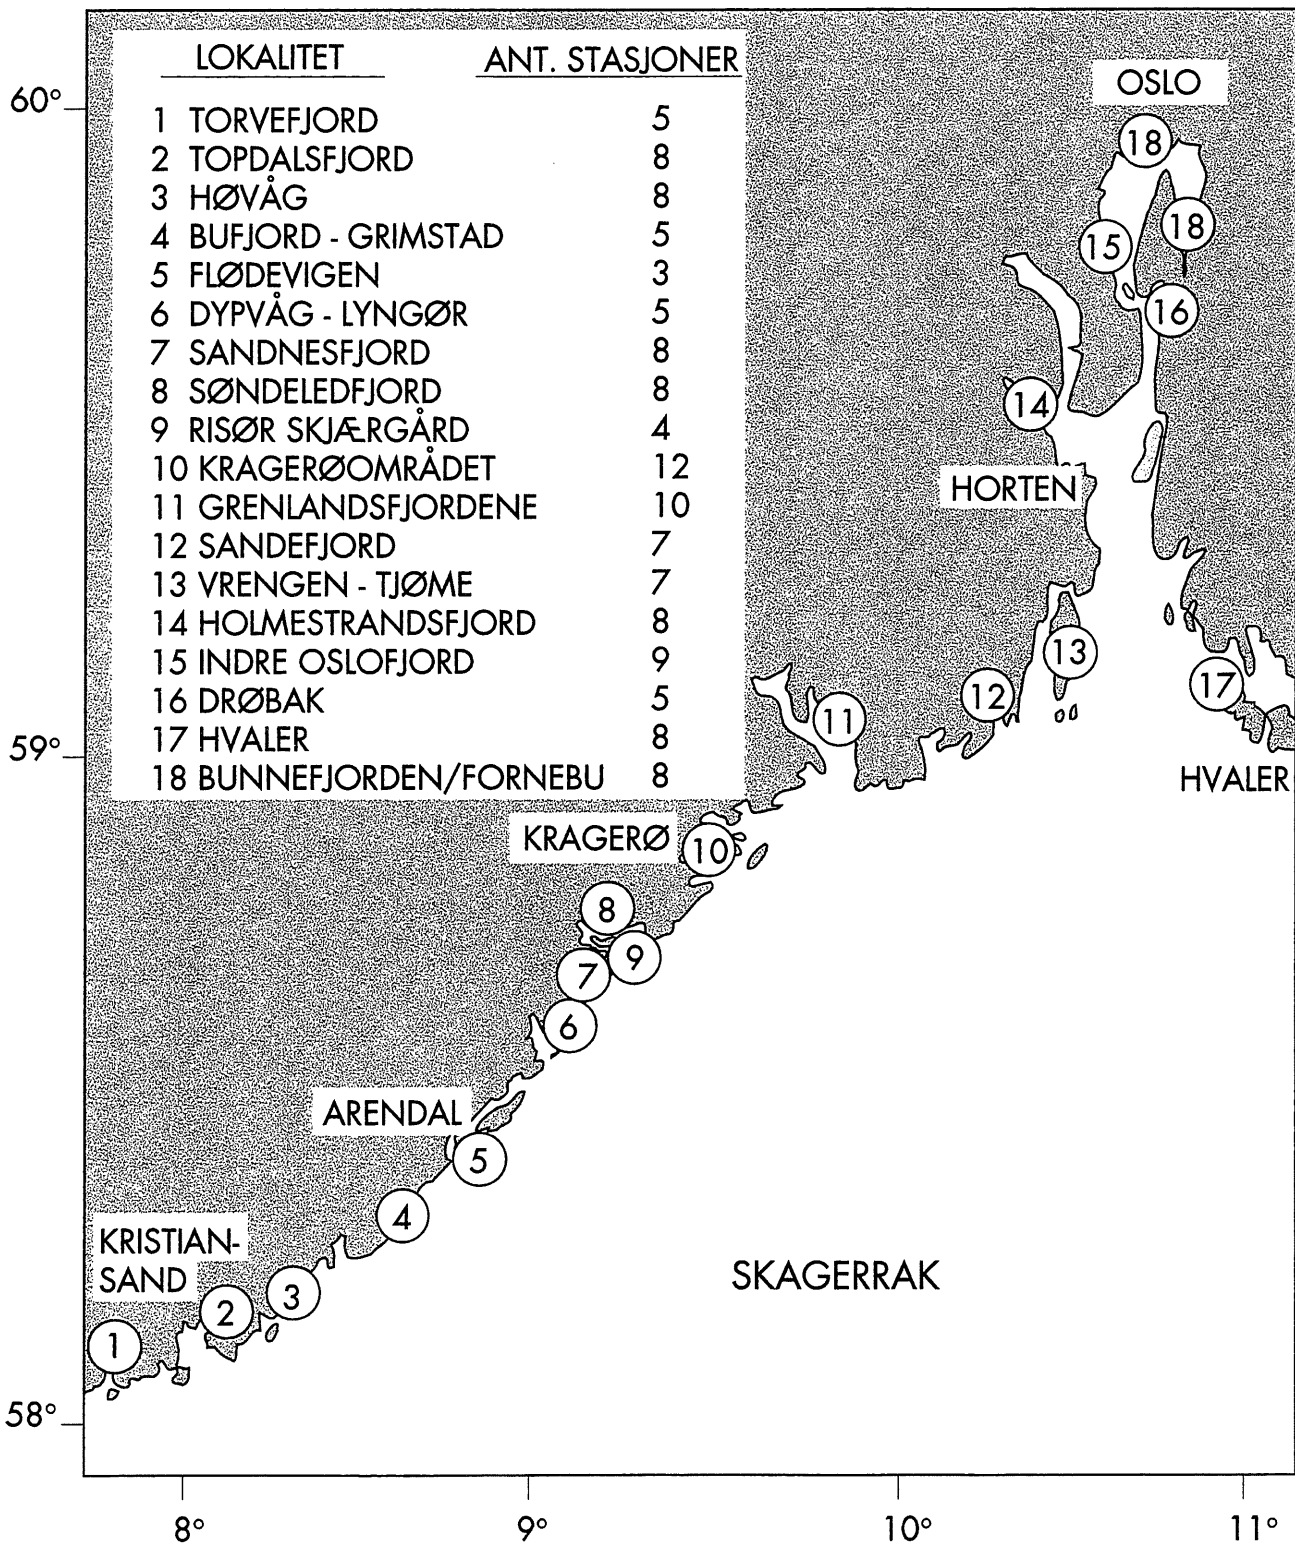 LOKALITET ANT. STASJONER
1 TORVEFJORD 5
2 TOPDALSFJORD 8
3 HØVÅG 8
4 BUFJORD - GRIMSTAD 5
5 FLØDEVIGEN 3
6 DYPVÅG - LYNGØR 5
7 SANDNESFJORD 8
8 SØNDELEDFJORD 8
9 RISØR SKJÆRGÅRD 4
10 KRAGERØOMRÅDET 12
11 GRENLANDSFJORDENE 10
12 SANDEFJORD 7
13 VRENGEN - TJØME 7
14 HOLMESTRANDSFJORD 8
15 INDRE OSLOFJORD 9
16 DRØBAK 5
17 HVALER 8
18 BUNNEFJORDEN/FORNEBU 8
60°
59°
58°
OSLO
18
18
15
16
14
HORTEN
13
17
12
11
HVALER
KRAGERØ
10
8
9
7
6
ARENDAL
5
4
KRISTIAN-
SAND
SKAGERRAK
3
2
1
8°
9°
10°
11°